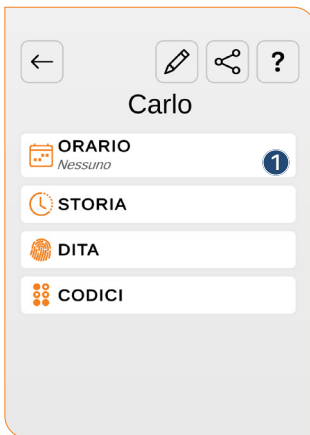 ?
Carlo
ORARIO
Nessuno
1
STORIA
DITA
CODICI